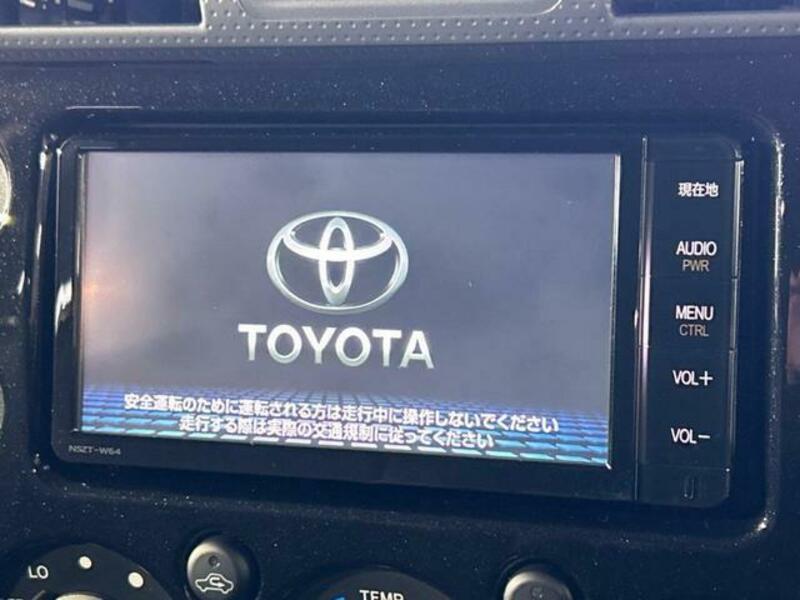 現在地
AUDIO
PWR
MENU
CTRL
VOL+
VOL-
TOYOTA
安全運転のために運転される方は走行中に操作しないでください
走行する際は実際の交通規制に従ってください
NSZT-W64
LO
TEMP